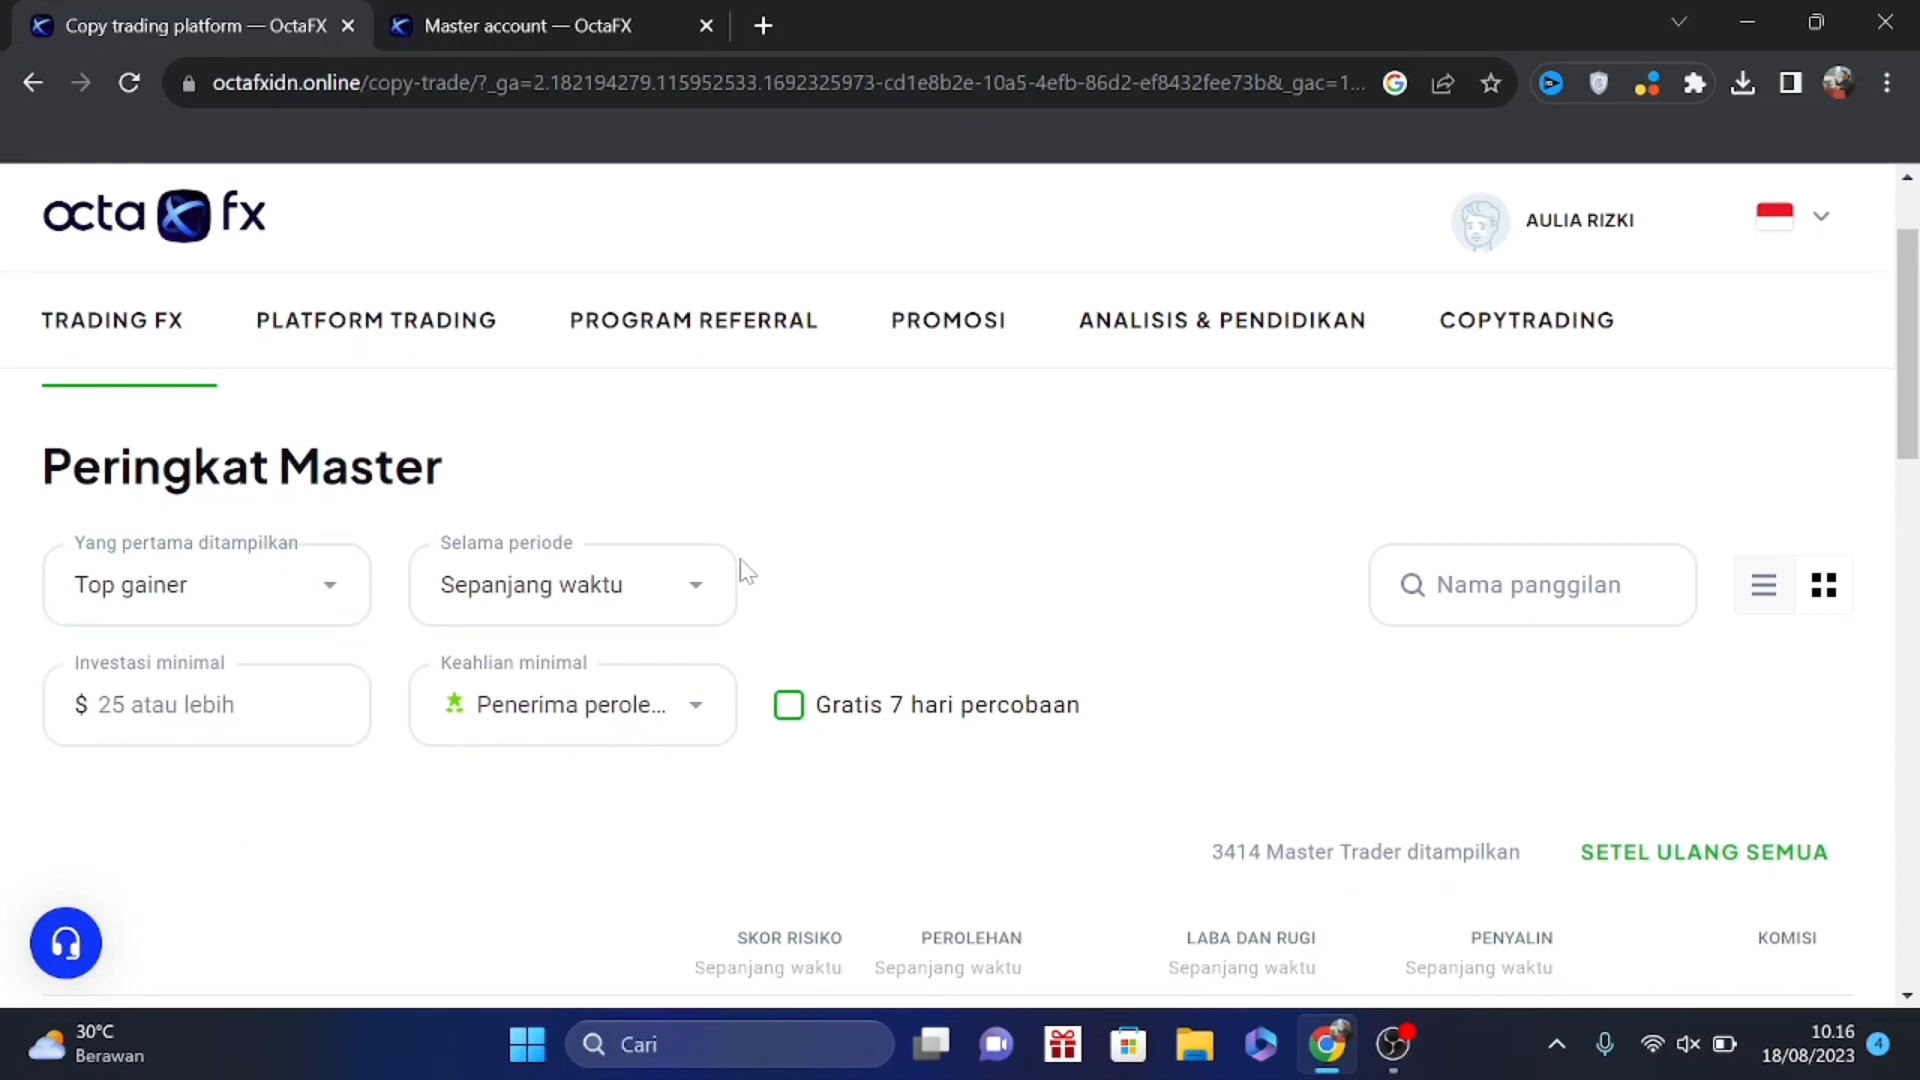 Copy trading platform — OctaFX
Master account — OctaFX
octafxidn.online/copy-trade/?_ga=2.182194279.115952533.1692325973-cd1e8b2e-10a5-4efb-86d2-ef8432fee73b&_gac=1...
octa fx
AULIA RIZKI
TRADING FX PLATFORM TRADING PROGRAM REFERRAL PROMOSI ANALISIS & PENDIDIKAN COPYTRADING
Peringkat Master
Yang pertama ditampilkan Selama periode
Top gainer Sepanjang waktu Nama panggilan
Investasi minimal Keahlian minimal
$ 25 atau lebih Penerima perole... Gratis 7 hari percobaan
3414 Master Trader ditampilkan SETEL ULANG SEMUA
SKOR RISIKO PEROLEHAN LABA DAN RUGI PENYALIN KOMISI
Sepanjang waktu Sepanjang waktu Sepanjang waktu Sepanjang waktu
30°C
Berawan
Cari
10.16
18/08/2023
4